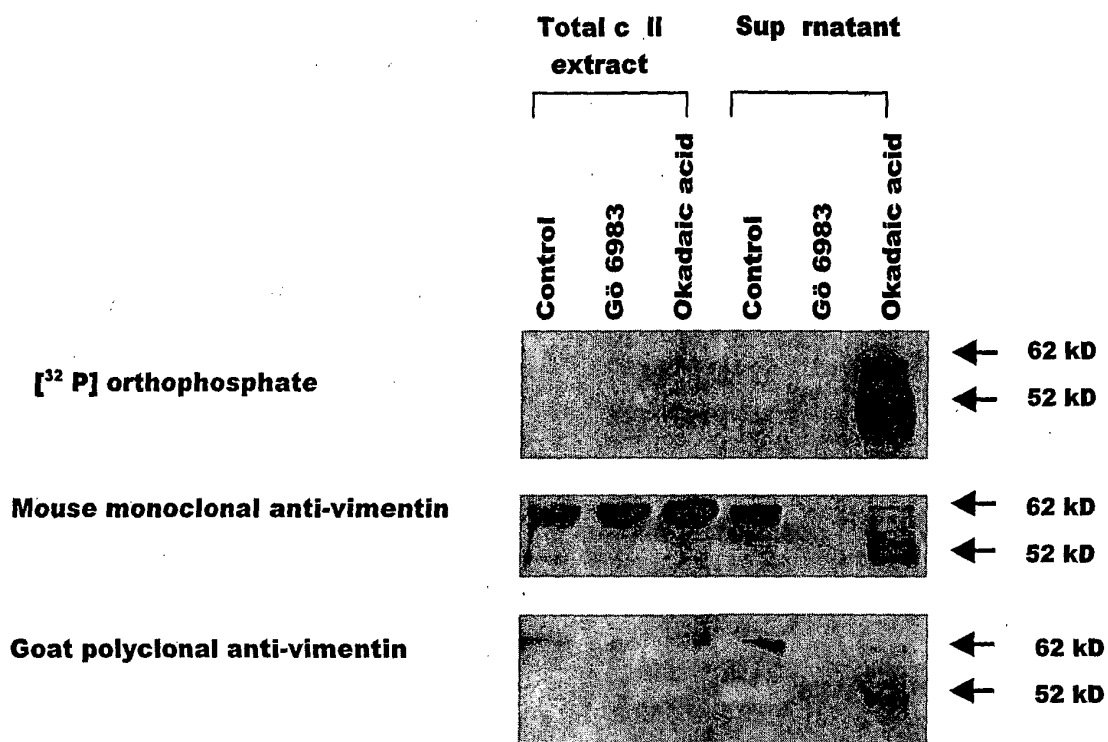 Total c ll Sup rnatant
extract
Control Gö 6983 Okadaic acid Control Gö 6983 Okadaic acid
[³² P] orthophosphate
62 kD
52 kD
Mouse monoclonal anti-vimentin
62 kD
52 kD
Goat polyclonal anti-vimentin
62 kD
52 kD